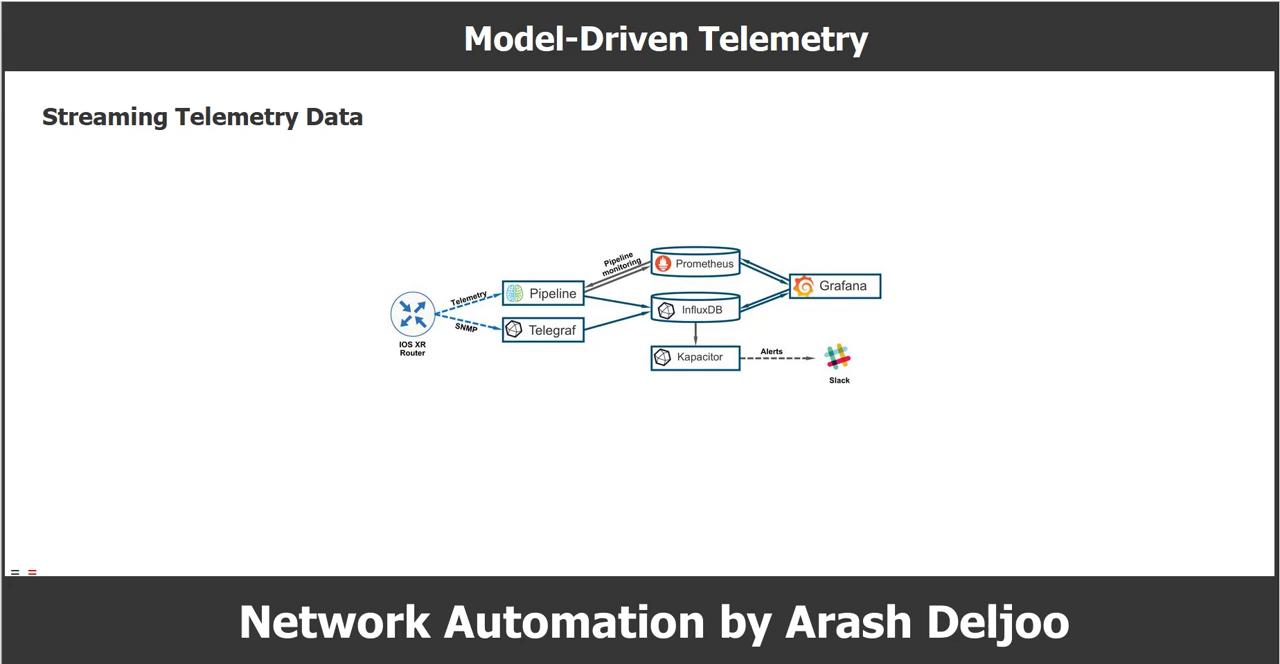 Model-Driven Telemetry
Streaming Telemetry Data
Pipeline
monitoring
Prometheus
Telemetry
Pipeline
Grafana
InfluxDB
SNMP
Telegraf
IOS XR
Router
Kapacitor
Alerts
Slack
Network Automation by Arash Deljoo